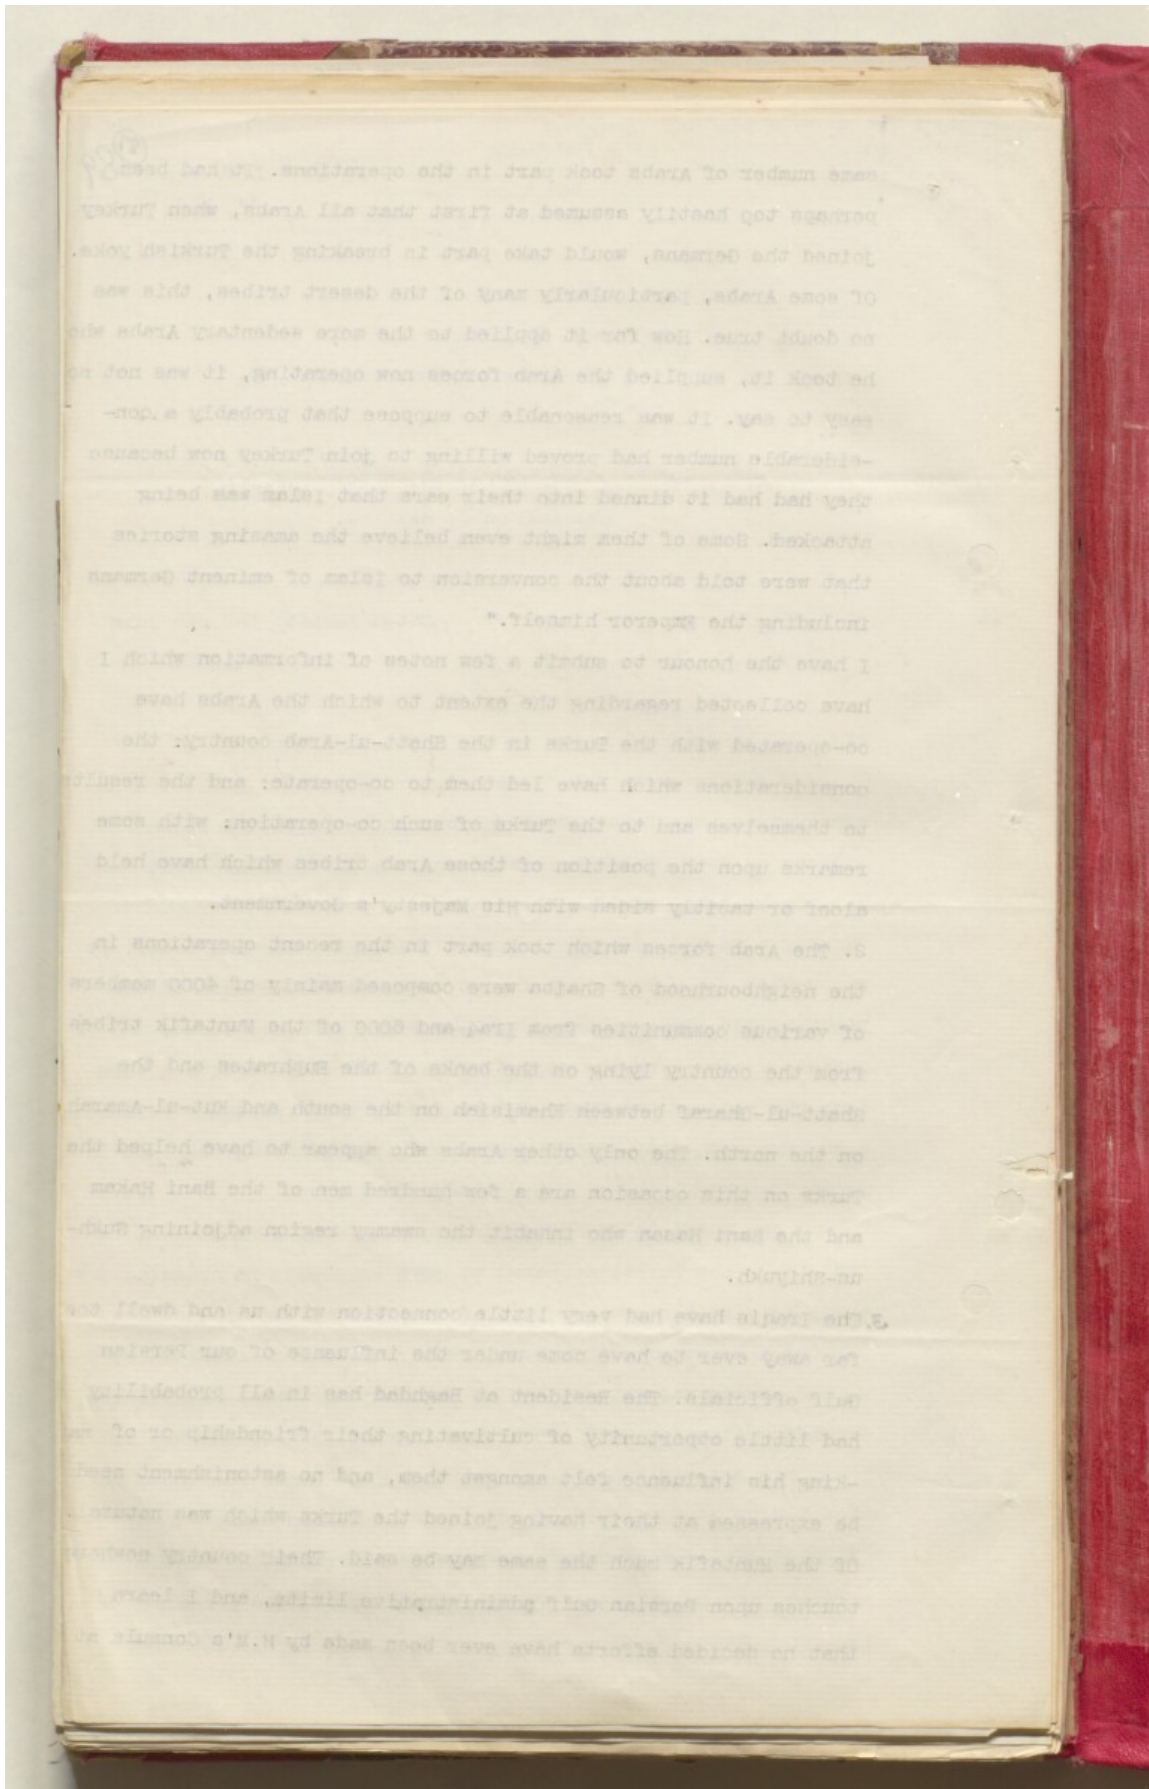 some number of Arabs took part in the operations. It had been
perhaps too hastily assumed at first that all Arabs, when Turkey
joined the Germans, would take part in breaking the Turkish yoke.
Of some Arabs, particularly many of the desert tribes, this was
no doubt true. How far it applied to the more sedentary Arabs who
he took it, supplied the Arab forces now operating, it was not so
easy to say. It was reasonable to suppose that probably a con-
-siderable number had proved willing to join Turkey now because
they had had it dinned into their ears that Islam was being
attacked. Some of them might even believe the amazing stories
that were told about the conversion to Islam of eminent Germans
including the Emperor himself."
I have the honour to submit a few notes of information which I
have collected regarding the extent to which the Arabs have
co-operated with the Turks in the Shatt-ul-Arab country: the
considerations which have led them to co-operate: and the results
to themselves and to the Turks of such co-operation: with some
remarks upon the position of those Arab tribes which have held
aloof or tacitly sided with His Majesty's Government.
2. The Arab forces which took part in the recent operations in
the neighbourhood of Shaiba were composed mainly of 4000 members
of various communities from Iraq and 6000 of the Muntafik tribes
from the country lying on the banks of the Euphrates and the
Shatt-ul-Gharaf between Khamisieh on the south and Kut-ul-Amarah
on the north. The only other Arabs who appear to have helped the
Turks on this occasion are a few hundred men of the Bani Hakam
and the Bani Hasan who inhabit the swampy region adjoining Sukh-
us-Shiyukh.
3. The Iraqis have had very little connection with us and dwell too
far away ever to have come under the influence of our Persian
Gulf officials. The Resident at Baghdad has in all probability
had little opportunity of cultivating their friendship or of ma
-king his influence felt amongst them, and no astonishment need
be expressed at their having joined the Turks which was natural.
Of the Muntafik much the same may be said. Their country nowhere
touches upon Persian Gulf administrative limits, and I learn
that no decided efforts have ever been made by H.M's Consuls at